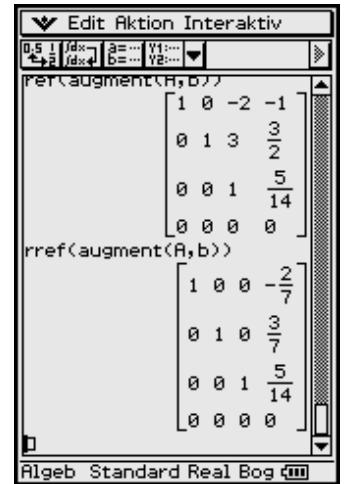 Edit Aktion Interaktiv
ref(augment(A,b))
1 0 -2 -1
0 1 3 3/2
0 0 1 5/14
0 0 0 0
rref(augment(A,b))
1 0 0 -2/7
0 1 0 3/7
0 0 1 5/14
0 0 0 0
Algeb Standard Real Bog